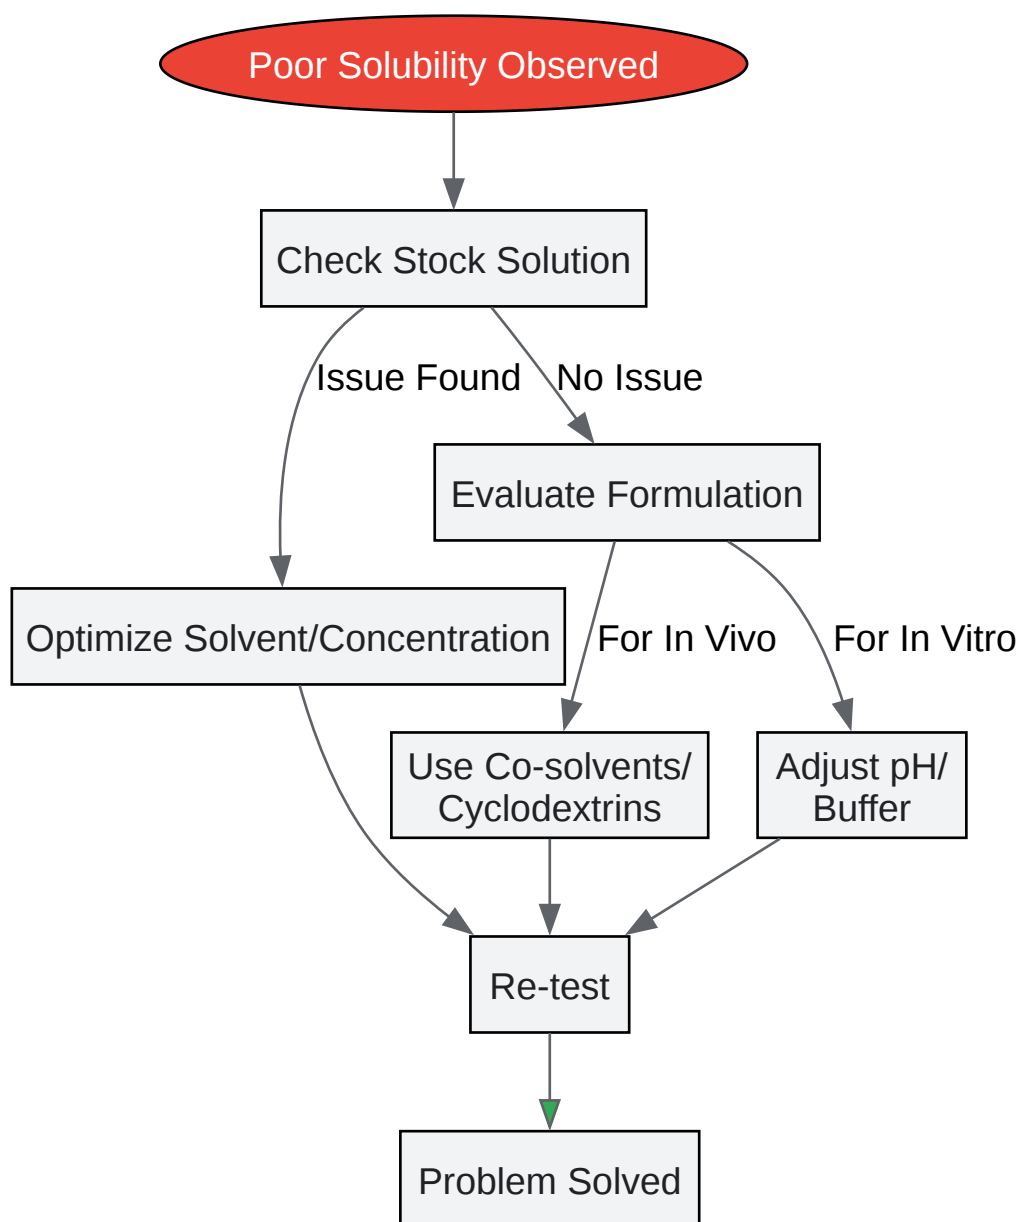 Poor Solubility Observed
Check Stock Solution
Issue Found
No Issue
Evaluate Formulation
Optimize Solvent/Concentration
For In Vivo
For In Vitro
Use Co-solvents/
Cyclodextrins
Adjust pH/
Buffer
Re-test
Problem Solved